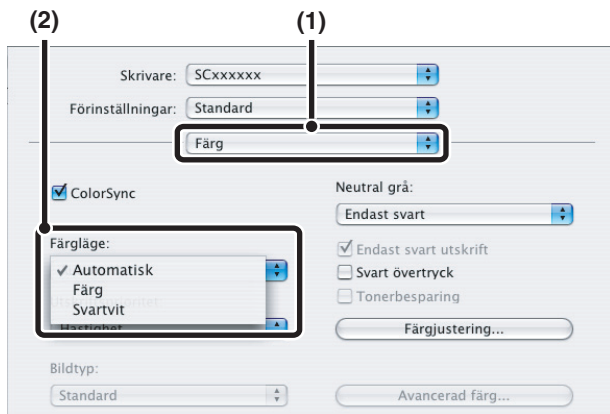 (2) (1)
Skrivare: SCxxxxxx
Förinställningar: Standard
Färg
ColorSync
Neutral grå:
Endast svart
Färgläge:
✓ Automatisk
Färg
Svartvit
Hastighet
Endast svart utskrift
Svart övertryck
Tonerbesparing
Färgjustering...
Bildtyp:
Standard
Avancerad färg...